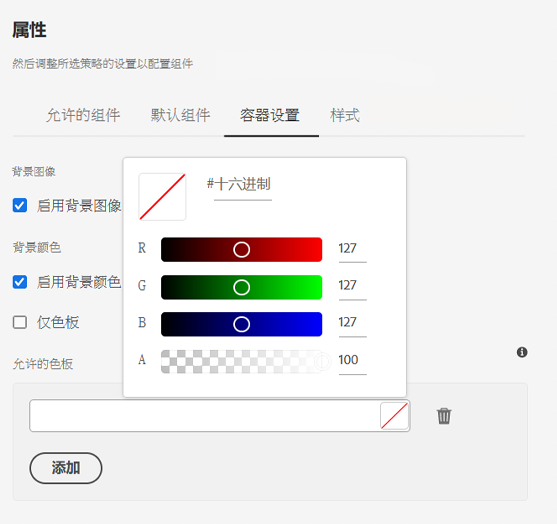 属性
然后调整所选策略的设置以配置组件
允许的组件 默认组件 容器设置 样式
背景图像
#十六进制
启用背景图像
R 127
背景颜色
启用背景颜色
G 127
仅色板
B 127
允许的色板
A 100
添加